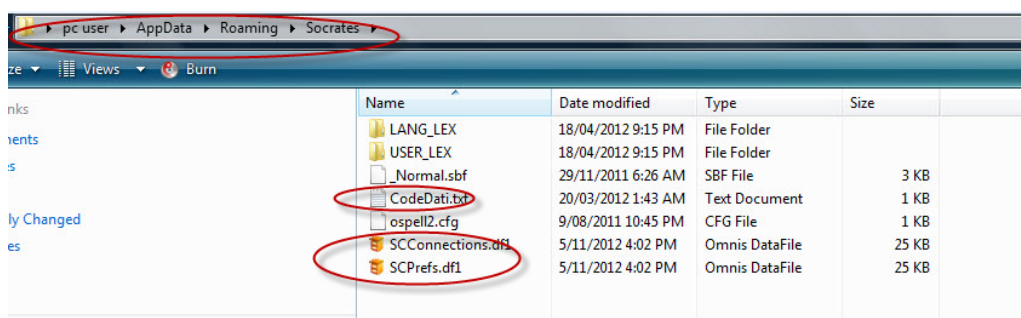 pc user AppData Roaming Socrates
ze Views Burn
nks Name Date modified Type Size
LANG_LEX 18/04/2012 9:15 PM File Folder
nents USER_LEX 18/04/2012 9:15 PM File Folder
es _Normal.sbf 29/11/2011 6:26 AM SBF File 3 KB
CodeDati.txt 20/03/2012 1:43 AM Text Document 1 KB
ly Changed ospell2.cfg 9/08/2011 10:45 PM CFG File 1 KB
es SCConnections.df1 5/11/2012 4:02 PM Omnis DataFile 25 KB
SCPrefs.df1 5/11/2012 4:02 PM Omnis DataFile 25 KB